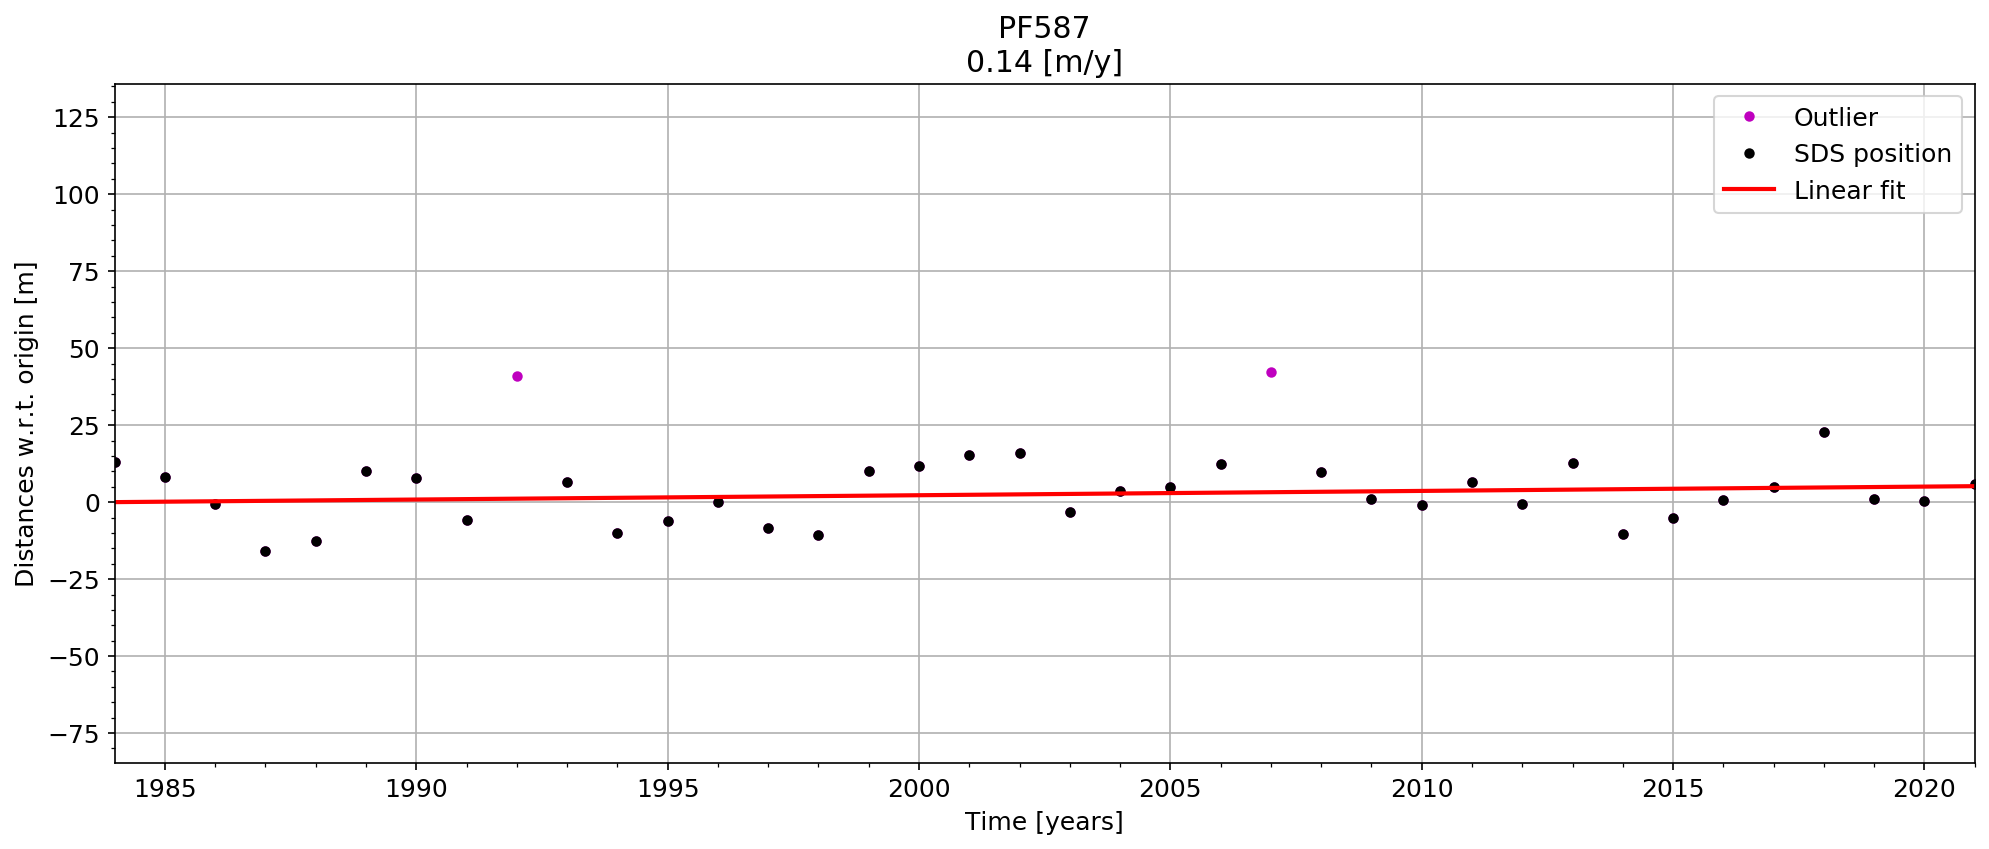 PF587
0.14 [m/y]
Outlier
SDS position
Linear fit
Distances w.r.t. origin [m]
125
100
75
50
25
0
−25
−50
−75
1985
1990
1995
2000
2005
2010
2015
2020
Time [years]